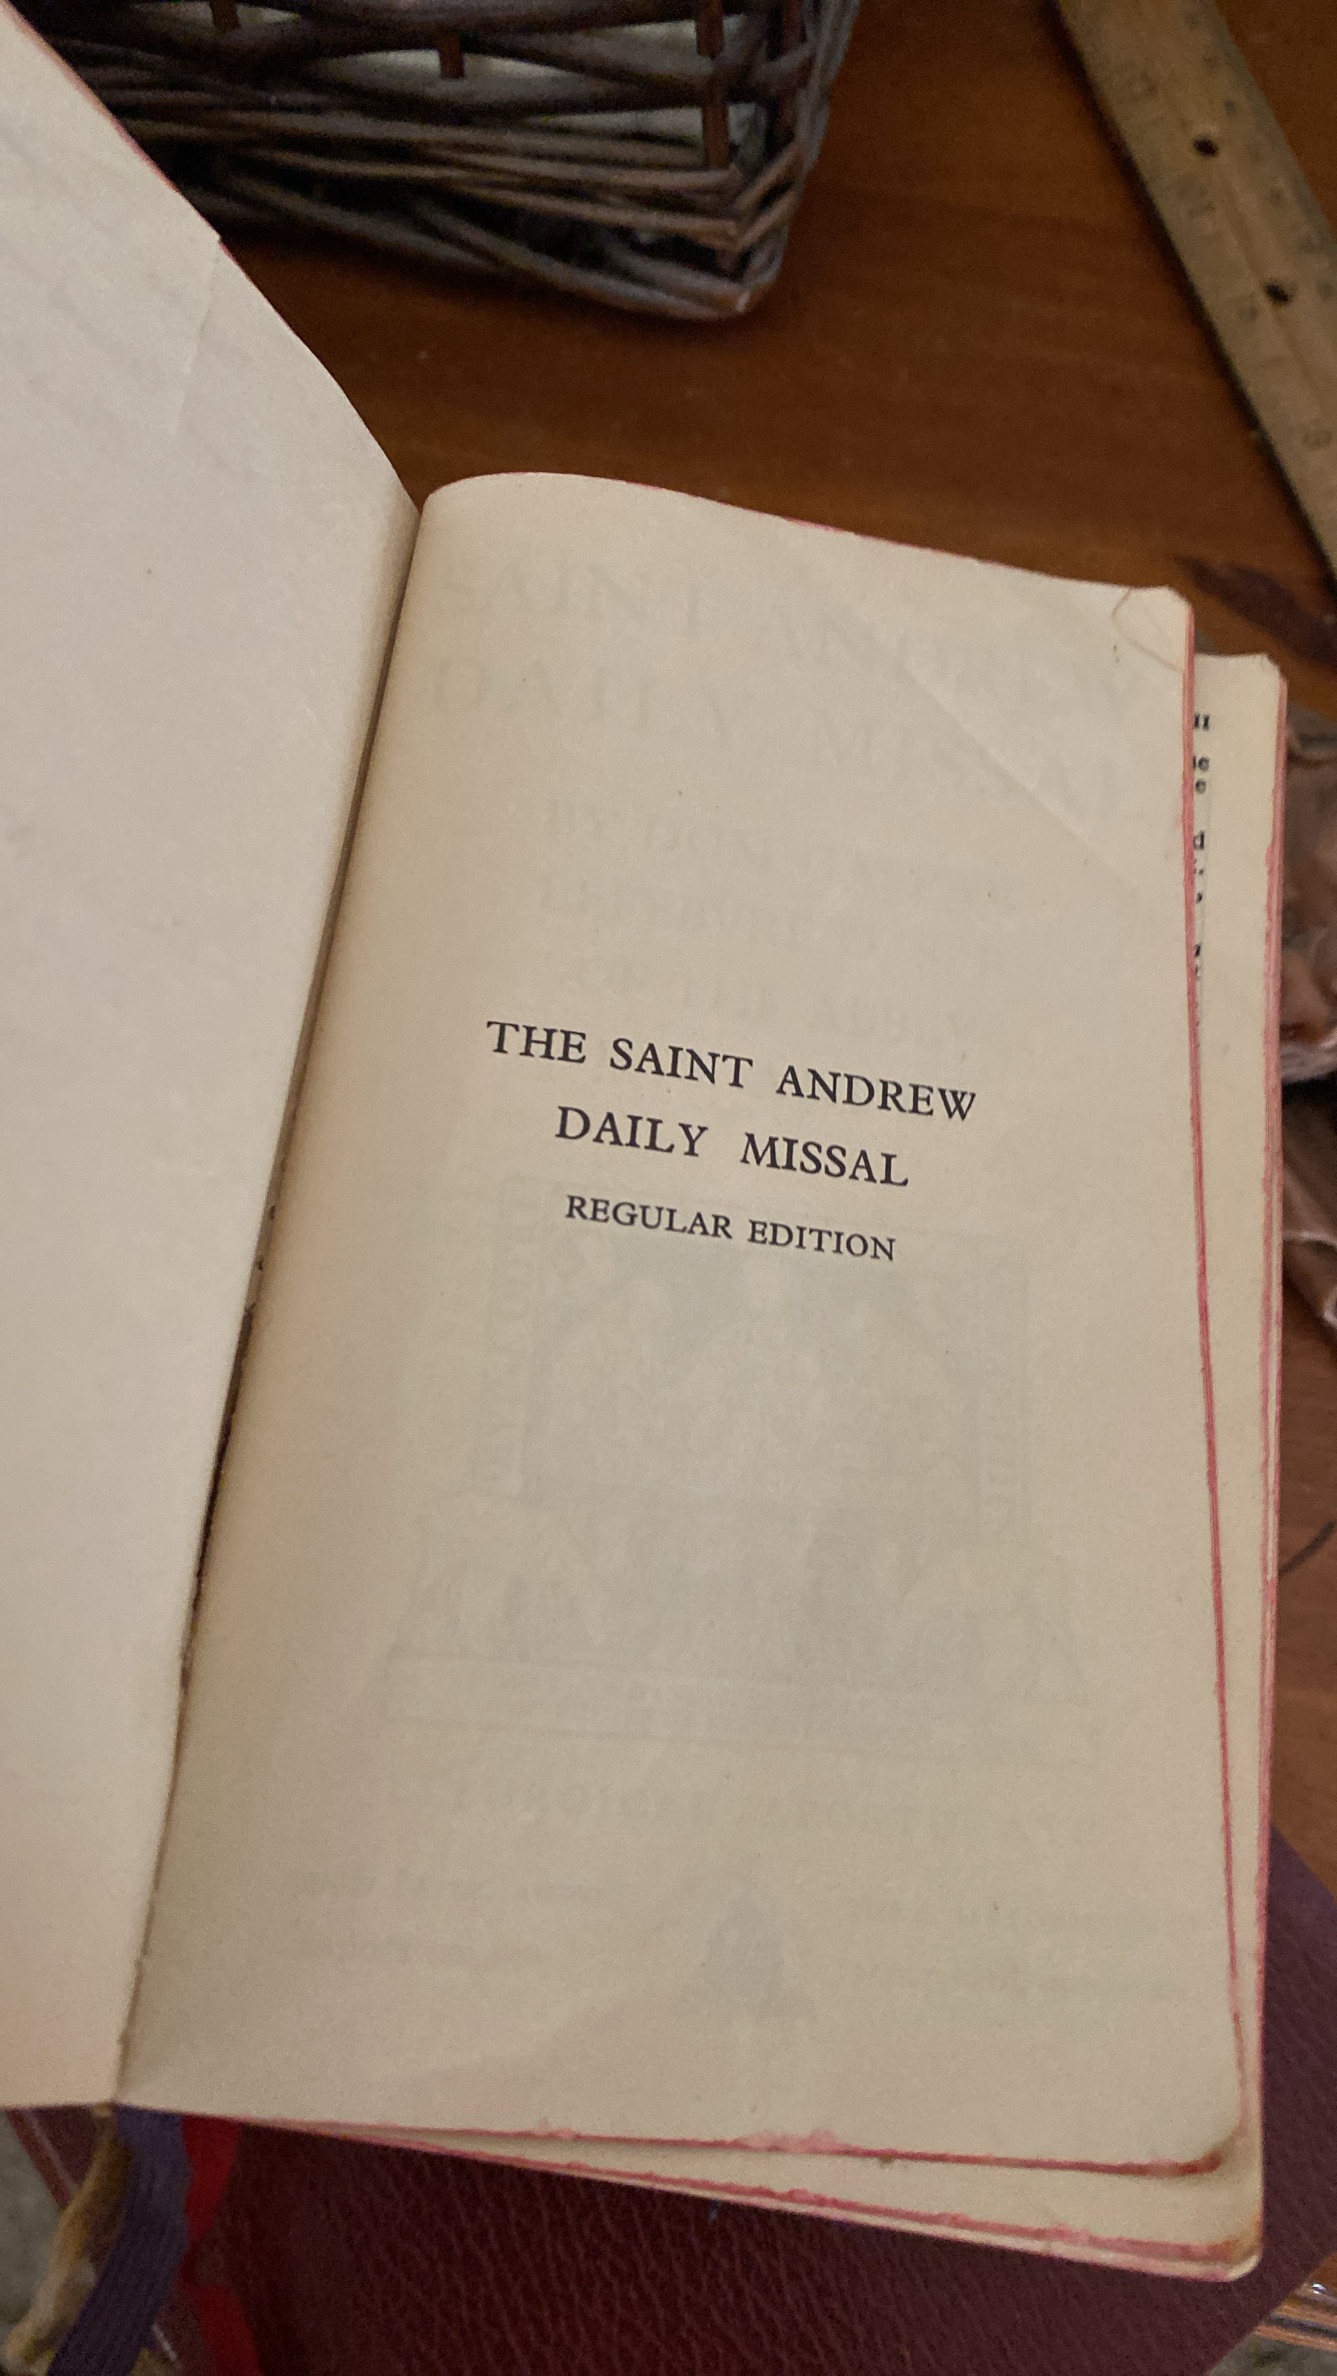 THE SAINT ANDREW
DAILY MISSAL
REGULAR EDITION